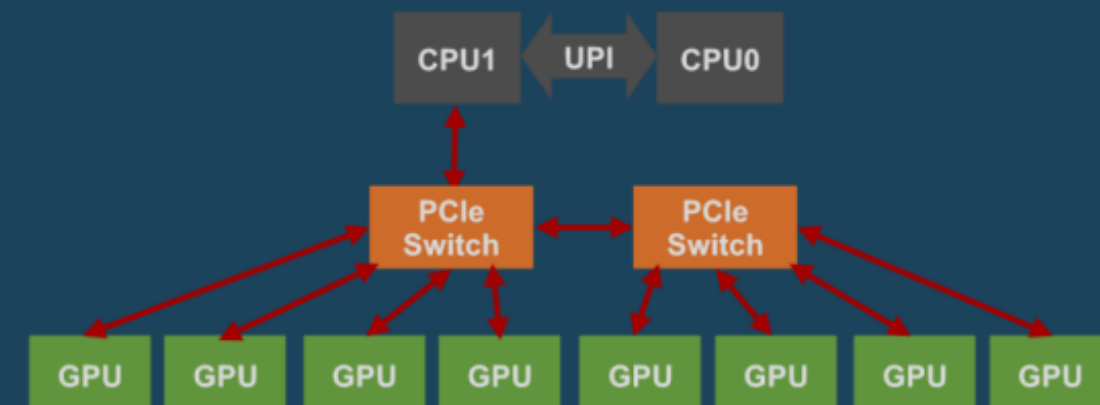 CPU1 UPI CPU0
PCIe PCIe
Switch Switch
GPU GPU GPU GPU GPU GPU GPU GPU